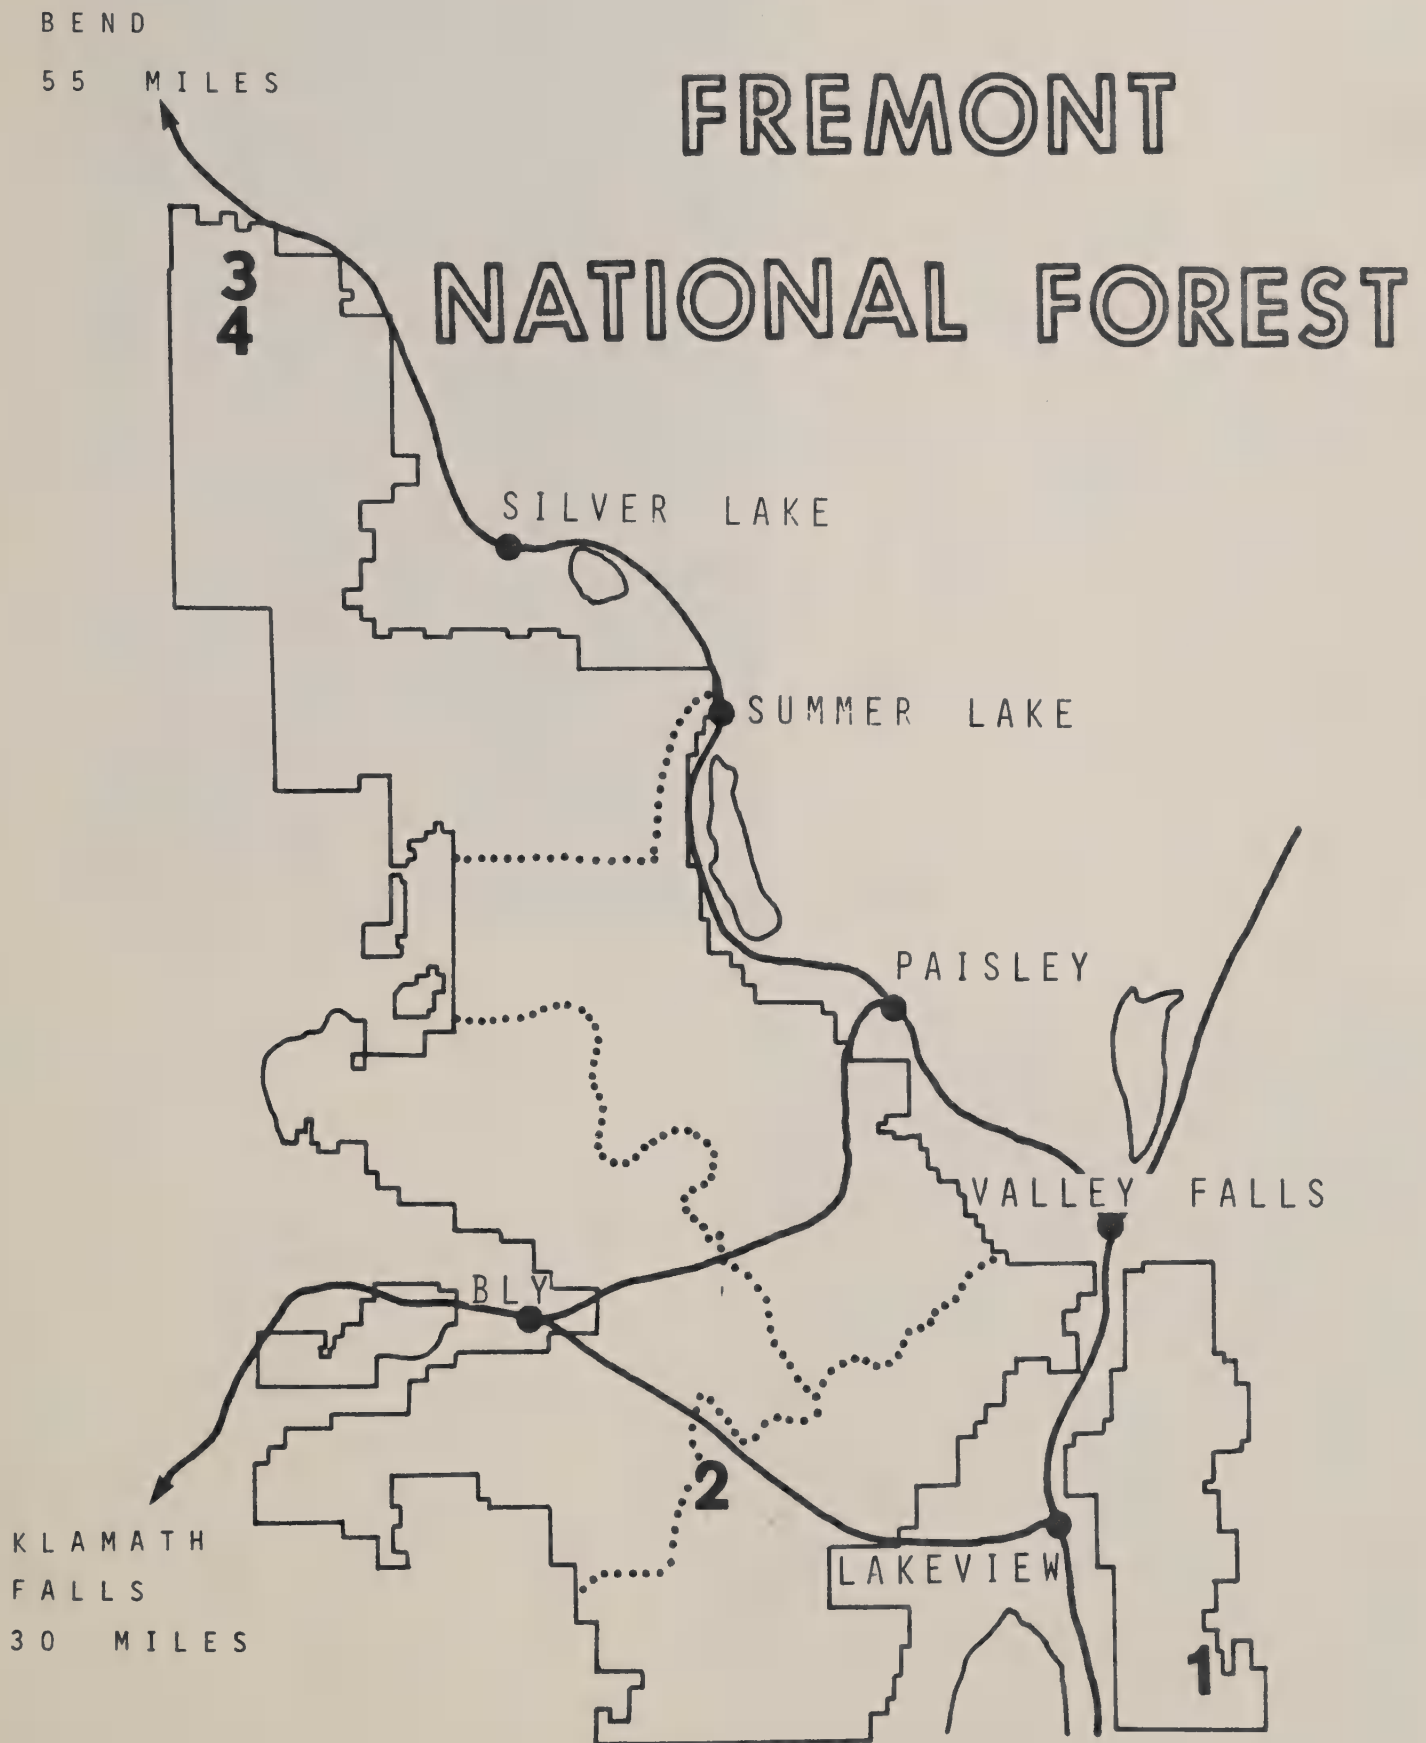 BEND
55 MILES
FREMONT
NATIONAL FOREST
3
4
SILVER LAKE
SUMMER LAKE
PAISLEY
VALLEY FALLS
BLY
2
KLAMATH
FALLS
30 MILES
LAKEVIEW
1